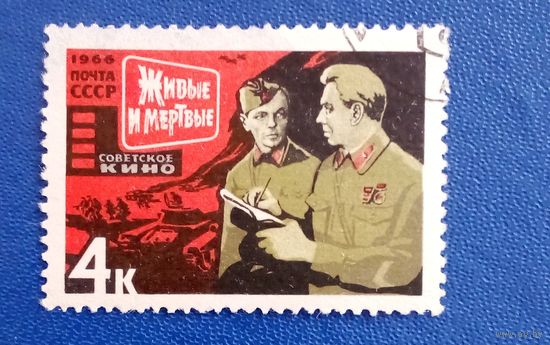 1966
ПОЧТА
СССР
ЖИВЫЕ
И МЕРТВЫЕ
СОВЕТСКОЕ
КИНО
4К